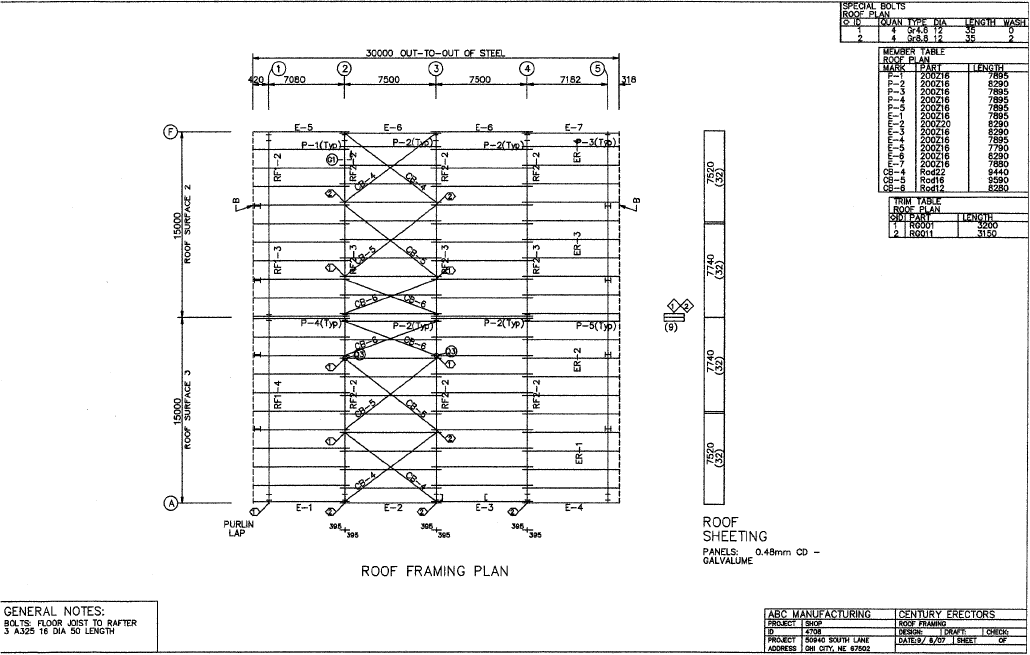 SPECIAL BOLTS
ROOF PLAN
◇ ID QUAN TYPE DIA LENGTH WASH
1 4 Gr4.6 12 35 0
2 4 Gr8.8 12 35 2
MEMBER TABLE
ROOF PLAN
MARK PART LENGTH
P-1 200Z16 7895
P-2 200Z16 8290
P-3 200Z16 7895
P-4 200Z16 7895
P-5 200Z16 7895
E-1 200Z16 7895
E-2 200Z20 8290
E-3 200Z16 8290
E-4 200Z16 7895
E-5 200Z16 7790
E-6 200Z16 8290
E-7 200Z16 7880
CB-4 Rod22 9440
CB-5 Rod16 9590
CB-6 Rod12 8280
TRIM TABLE
ROOF PLAN
◇ID PART LENGTH
1 RG001 3200
2 RG011 3150
30000 OUT-TO-OUT OF STEEL
1 2 3 4 5
420 7080 7500 7500 7182 318
F E-5 E-6 E-6 E-7
P-1(Typ) P-2(Typ) P-2(Typ) P-3(Typ)
G1
RF1-2 RF2-2 RF2-2 RF2-2 ER-4
CB-4 CB-4
2 2
B B
15000
ROOF SURFACE 2
RF1-3 RF2-3 RF2-3 RF2-3 ER-3
CB-5 CB-5
1 1
CB-6 CB-6
P-4(Typ) P-2(Typ) P-2(Typ) P-5(Typ)
CB-6 CB-6
G3 G3
1 1
ER-2
15000
ROOF SURFACE 3
RF1-4 RF2-2 RF2-2 RF2-2
CB-5 CB-5
1 2
CB-4 CB-4
ER-1
A
1 E-1 2 E-2 2 E-3 2 E-4
PURLIN
LAP
395 395 395 395 395 395
ROOF FRAMING PLAN
1 2
(9)
7520
(32)
7740
(32)
7740
(32)
7520
(32)
ROOF
SHEETING
PANELS: 0.48mm CD -
GALVALUME
GENERAL NOTES:
BOLTS: FLOOR JOIST TO RAFTER
3 A325 16 DIA 50 LENGTH
ABC MANUFACTURING
PROJECT SHOP
ID 4708
PROJECT 50940 SOUTH LANE
ADDRESS OHI CITY, NE 67502
CENTURY ERECTORS
ROOF FRAMING
DESIGN: DRAFT: CHECK:
DATE:9/ 6/07 SHEET OF